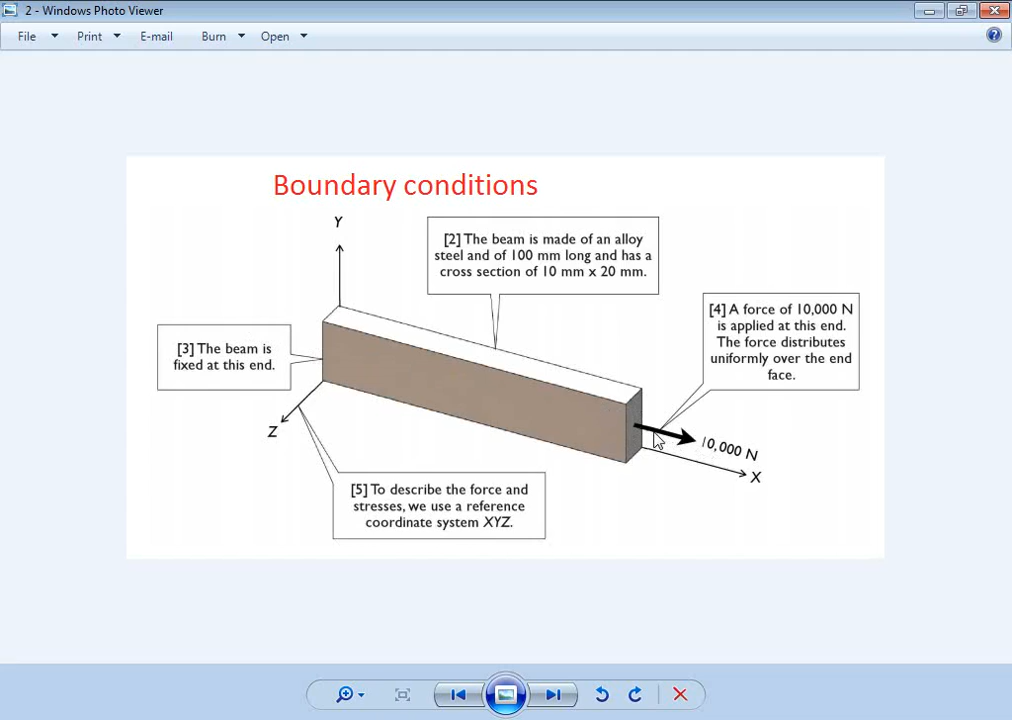 2 - Windows Photo Viewer
File Print E-mail Burn Open
Boundary conditions
Y
[2] The beam is made of an alloy
steel and of 100 mm long and has a
cross section of 10 mm x 20 mm.
[4] A force of 10,000 N
is applied at this end.
The force distributes
uniformly over the end
face.
[3] The beam is
fixed at this end.
Z
10,000 N
X
[5] To describe the force and
stresses, we use a reference
coordinate system XYZ.